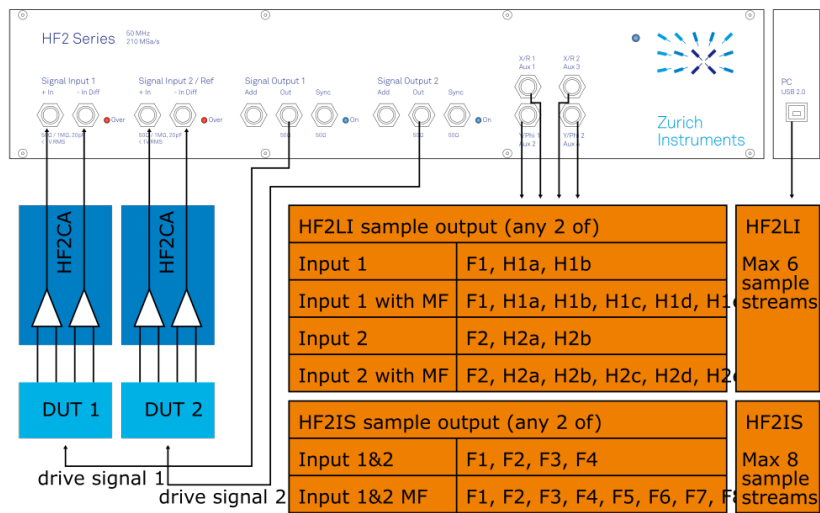 HF2 Series
50 MHz
210 MSa/s
Signal Input 1
+ In
- In Diff
Over
Signal Input 2 / Ref
+ In
- In Diff
Over
Signal Output 1
Add
Out
Sync
On
50Ω
50Ω
Signal Output 2
Add
Out
Sync
On
50Ω
50Ω
X/R 1
Aux 1
X/R 2
Aux 3
Y/Phi 1
Aux 2
Y/Phi 2
Zurich
Instruments
PC
USB 2.0
HF2CA
HF2CA
DUT 1
DUT 2
drive signal 1
drive signal 2
HF2LI sample output (any 2 of)
Input 1
F1, H1a, H1b
Input 1 with MF
F1, H1a, H1b, H1c, H1d,
Input 2
F2, H2a, H2b
Input 2 with MF
F2, H2a, H2b, H2c, H2d,
HF2LI
Max 6
sample
streams
HF2IS sample output (any 2 of)
Input 1&2
F1, F2, F3, F4
Input 1&2 MF
F1, F2, F3, F4, F5, F6, F7,
HF2IS
Max 8
sample
streams